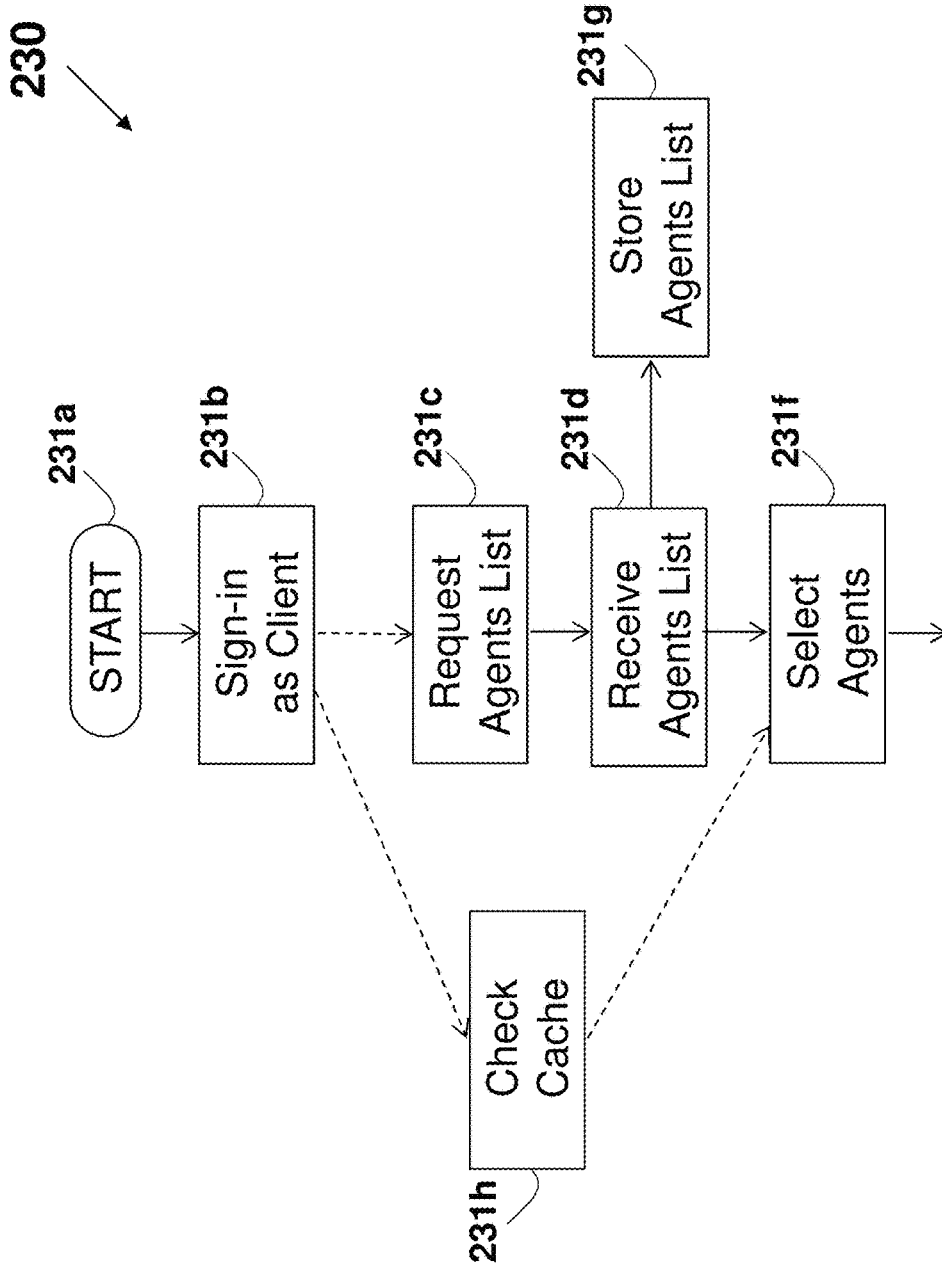 230
START
231a
Sign-in
as Client
231b
Request
Agents List
231c
Receive
Agents List
231d
Store
Agents List
231g
Check
Cache
231h
Select
Agents
231f